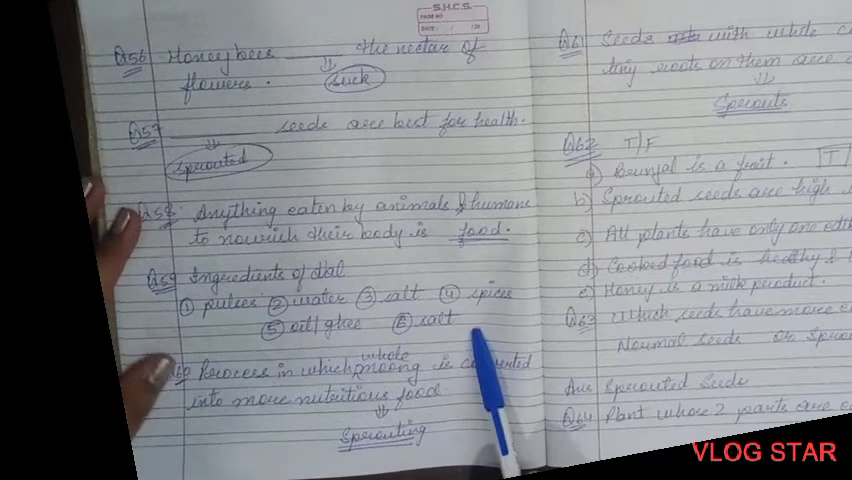 S.H.C.S.
PAGE NO
DATE: / /20
Q56 Honeybees ____ the nectar of
flowers. suck
Q57 ____ seeds are best for health.
sprouted
Q58 Anything eaten by animals & humans
to nourish their body is food.
Q59 Ingredients of dal
1 pulses 2 water 3 salt 4 spices
5 oil/ghee 6 salt
60 Process in which whole moong is converted
into more nutritious food
Sprouting
Q61 Seeds with white
tiny roots on them are
Sprouts
Q62 T/F
a) Brinjal is a fruit. T
b) Sprouted seeds are high
c) All plants have only one
d) Cooked food is healthy &
e) Honey is a milk product.
Q63 Which seeds have more
Normal seeds or
Ans Sprouted Seeds
Q64 Plant whose 2 parts are
VLOG STAR